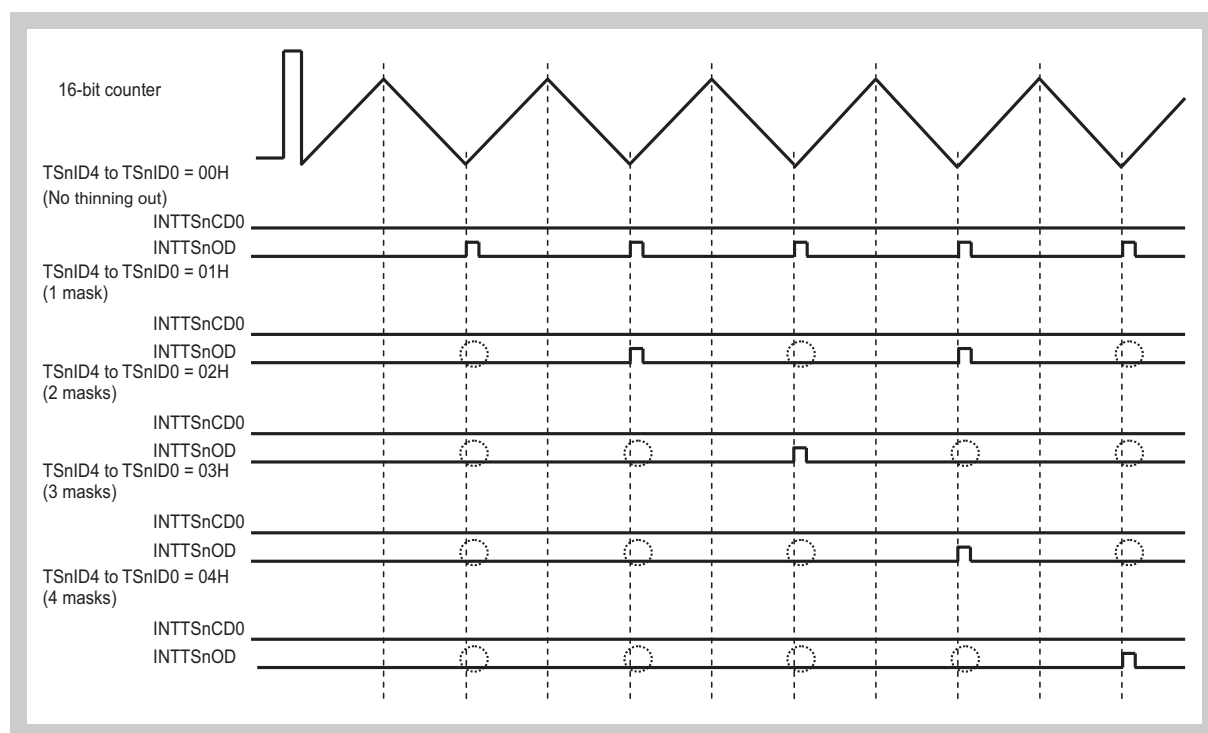 16-bit counter
TSnID4 to TSnID0 = 00H
(No thinning out)
INTTSnCD0
INTTSnOD
TSnID4 to TSnID0 = 01H
(1 mask)
INTTSnCD0
INTTSnOD
TSnID4 to TSnID0 = 02H
(2 masks)
INTTSnCD0
INTTSnOD
TSnID4 to TSnID0 = 03H
(3 masks)
INTTSnCD0
INTTSnOD
TSnID4 to TSnID0 = 04H
(4 masks)
INTTSnCD0
INTTSnOD